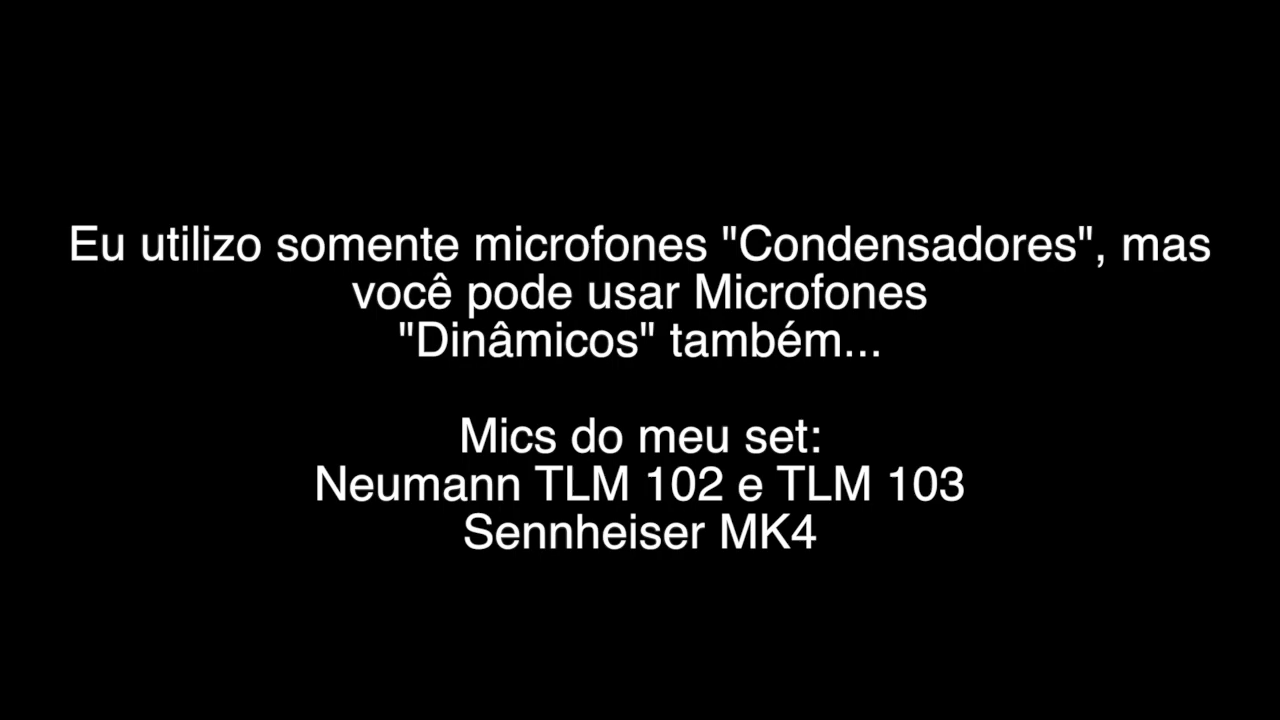 Eu utilizo somente microfones "Condensadores", mas
você pode usar Microfones
"Dinâmicos" também...
Mics do meu set:
Neumann TLM 102 e TLM 103
Sennheiser MK4